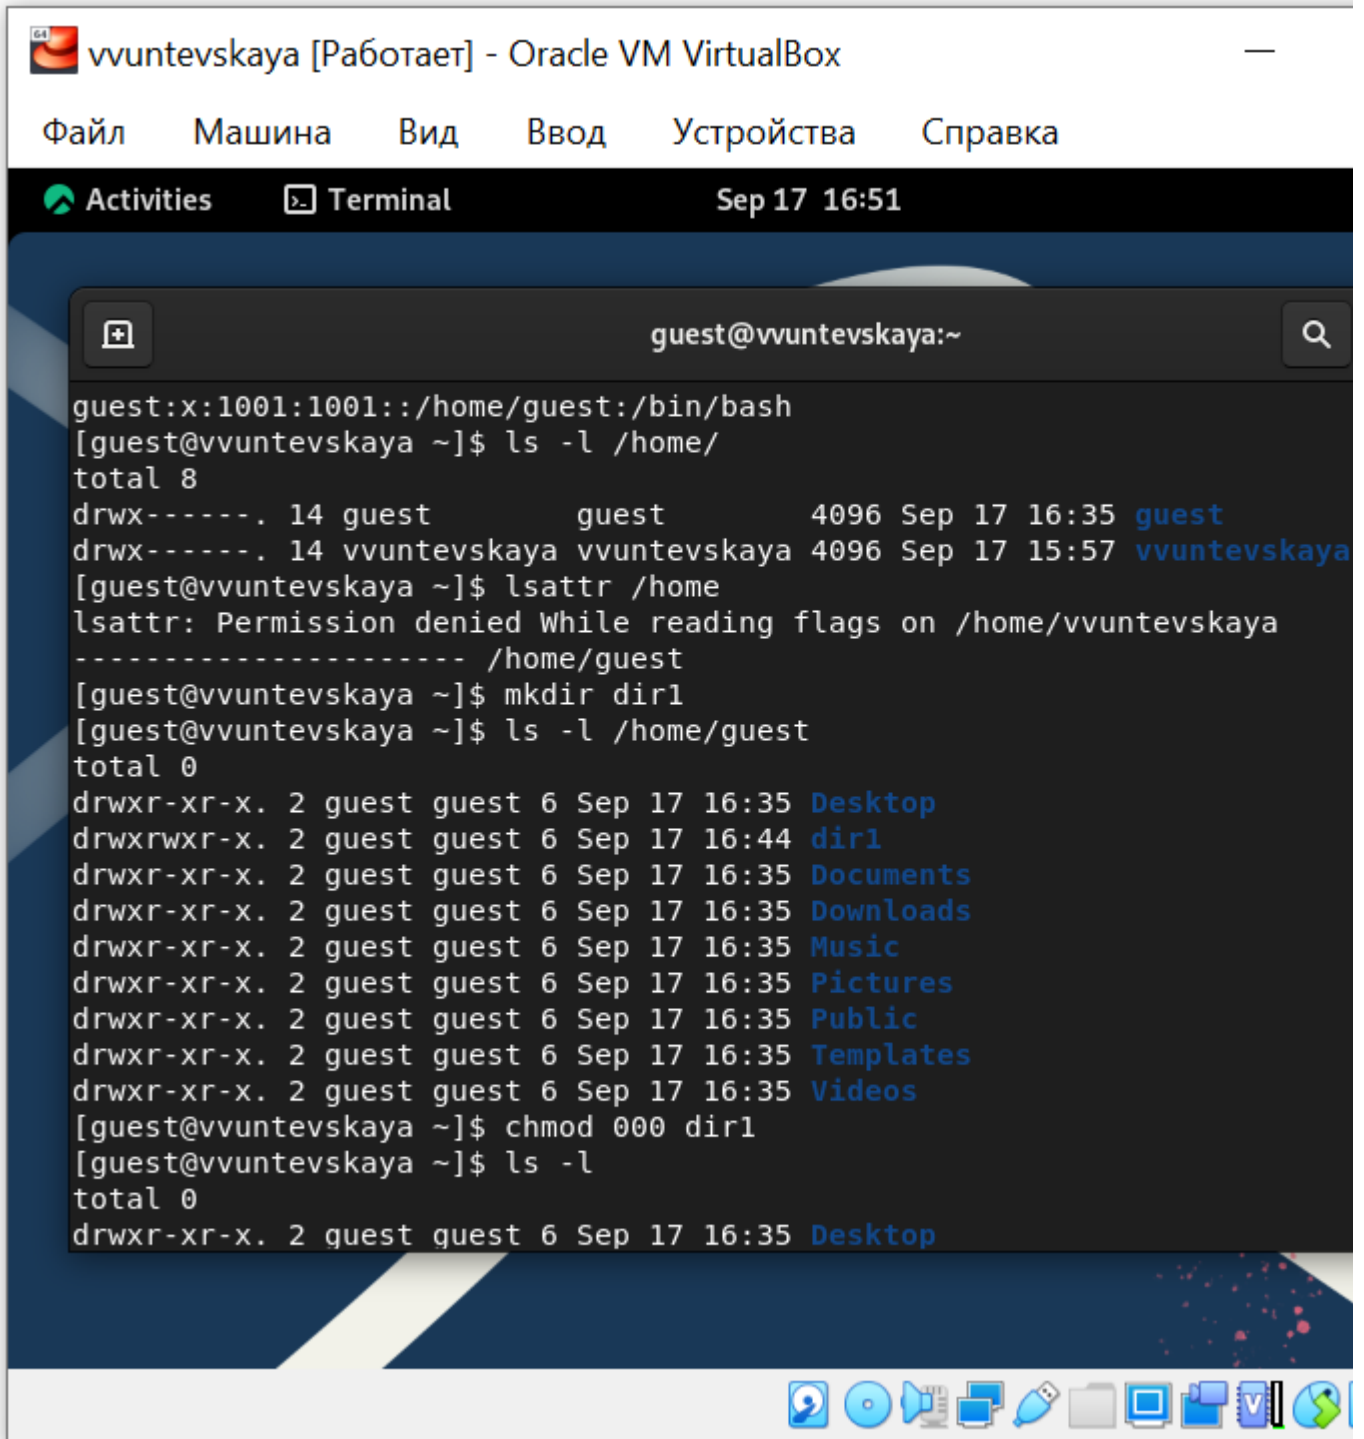 64
vvuntevskaya [Работает] - Oracle VM VirtualBox
Файл Машина Вид Ввод Устройства Справка
Activities Terminal Sep 17 16:51
guest@vvuntevskaya:~
guest:x:1001:1001::/home/guest:/bin/bash
[guest@vvuntevskaya ~]$ ls -l /home/
total 8
drwx------. 14 guest        guest        4096 Sep 17 16:35 guest
drwx------. 14 vvuntevskaya vvuntevskaya 4096 Sep 17 15:57 vvuntevskaya
[guest@vvuntevskaya ~]$ lsattr /home
lsattr: Permission denied While reading flags on /home/vvuntevskaya
---------------------- /home/guest
[guest@vvuntevskaya ~]$ mkdir dir1
[guest@vvuntevskaya ~]$ ls -l /home/guest
total 0
drwxr-xr-x. 2 guest guest 6 Sep 17 16:35 Desktop
drwxrwxr-x. 2 guest guest 6 Sep 17 16:44 dir1
drwxr-xr-x. 2 guest guest 6 Sep 17 16:35 Documents
drwxr-xr-x. 2 guest guest 6 Sep 17 16:35 Downloads
drwxr-xr-x. 2 guest guest 6 Sep 17 16:35 Music
drwxr-xr-x. 2 guest guest 6 Sep 17 16:35 Pictures
drwxr-xr-x. 2 guest guest 6 Sep 17 16:35 Public
drwxr-xr-x. 2 guest guest 6 Sep 17 16:35 Templates
drwxr-xr-x. 2 guest guest 6 Sep 17 16:35 Videos
[guest@vvuntevskaya ~]$ chmod 000 dir1
[guest@vvuntevskaya ~]$ ls -l
total 0
drwxr-xr-x. 2 guest guest 6 Sep 17 16:35 Desktop
V